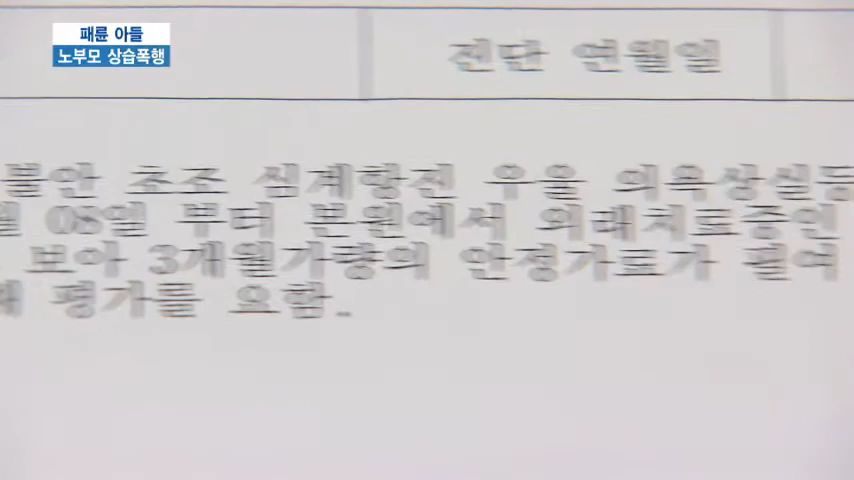 패륜 아들
노부모 상습폭행
진단 연월일
불안 초조 심계항진 우울 의욕상실등
월 08일 부터 본원에서 외래치료중인
보아 3개월가량의 안정가료가 필여
평가를 요함.